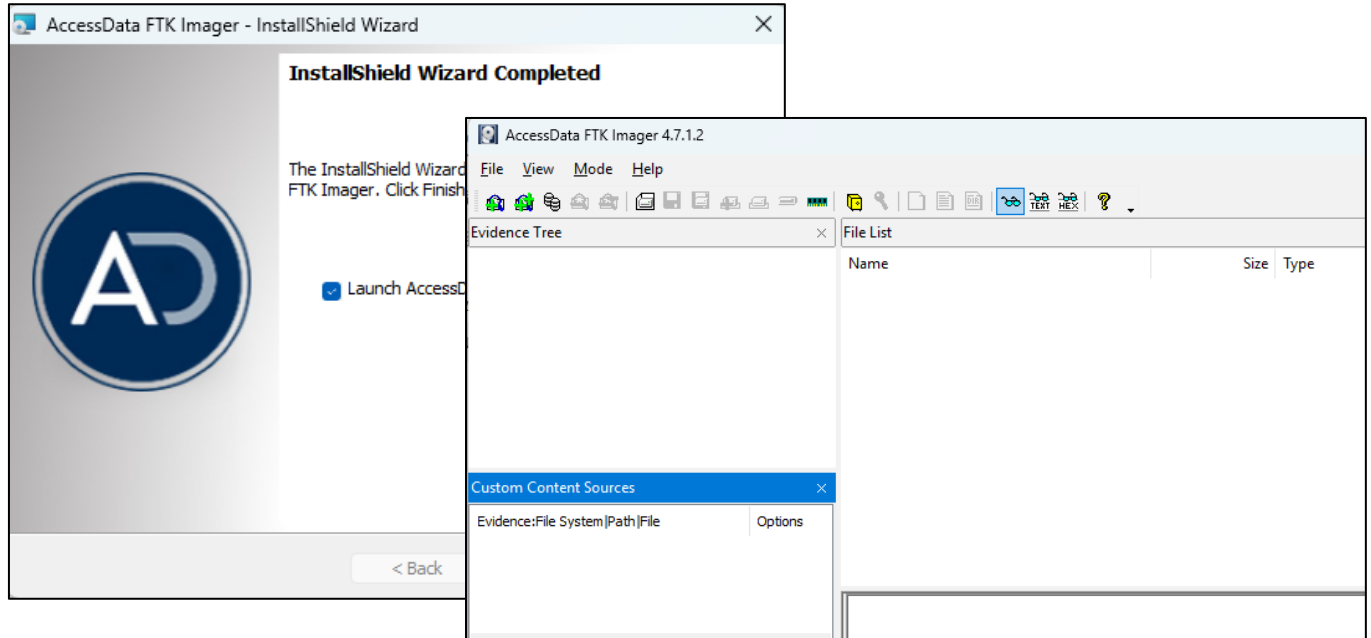 AccessData FTK Imager - InstallShield Wizard
InstallShield Wizard Completed
The InstallShield Wizard
FTK Imager. Click Finish
AD
Launch AccessD
< Back
AccessData FTK Imager 4.7.1.2
File View Mode Help
TEXT HEX
Evidence Tree
File List
Name Size Type
Custom Content Sources
Evidence:File System|Path|File Options